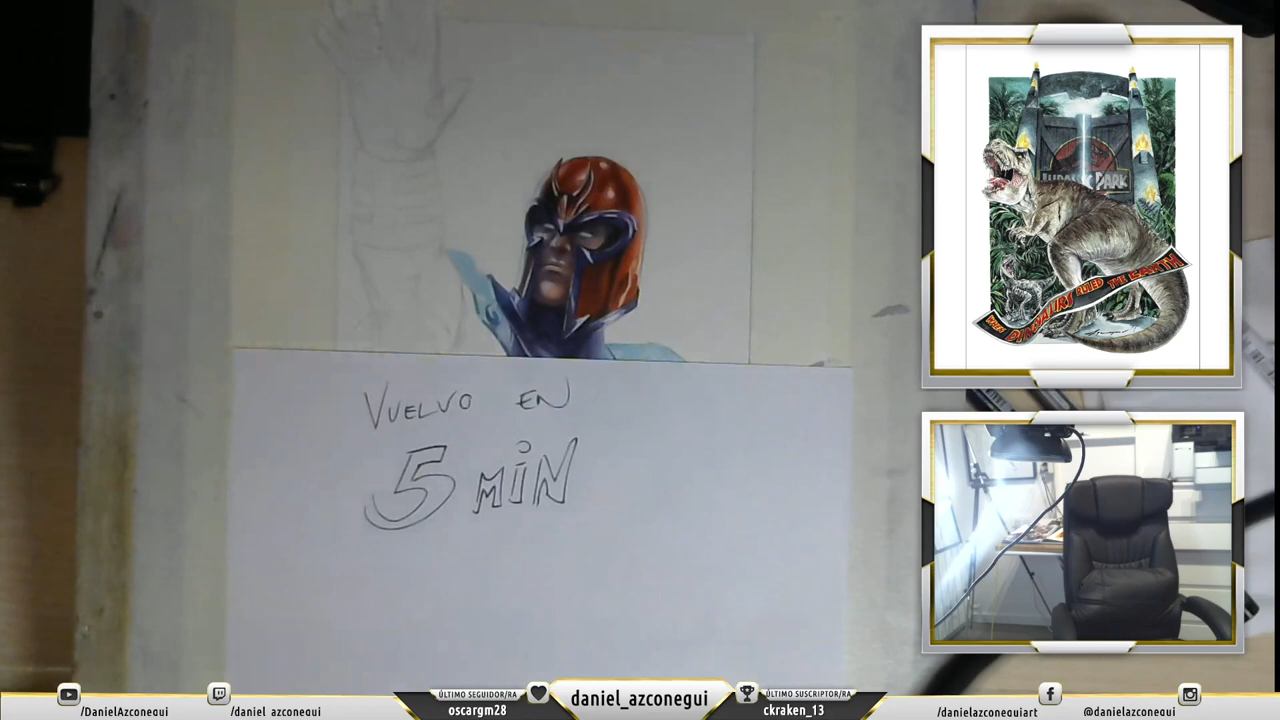 VUELVO EN
5 MiN
JURASSIC PARK
WHEN DINOSAURS RULED THE EARTH
/DanielAzconegui
/daniel_azconegui
ÚLTIMO SEGUIDOR/RA
oscargm28
daniel_azconegui
ÚLTIMO SUSCRIPTOR/RA
ckraken_13
/danielazconeguiart
@danielazconegui